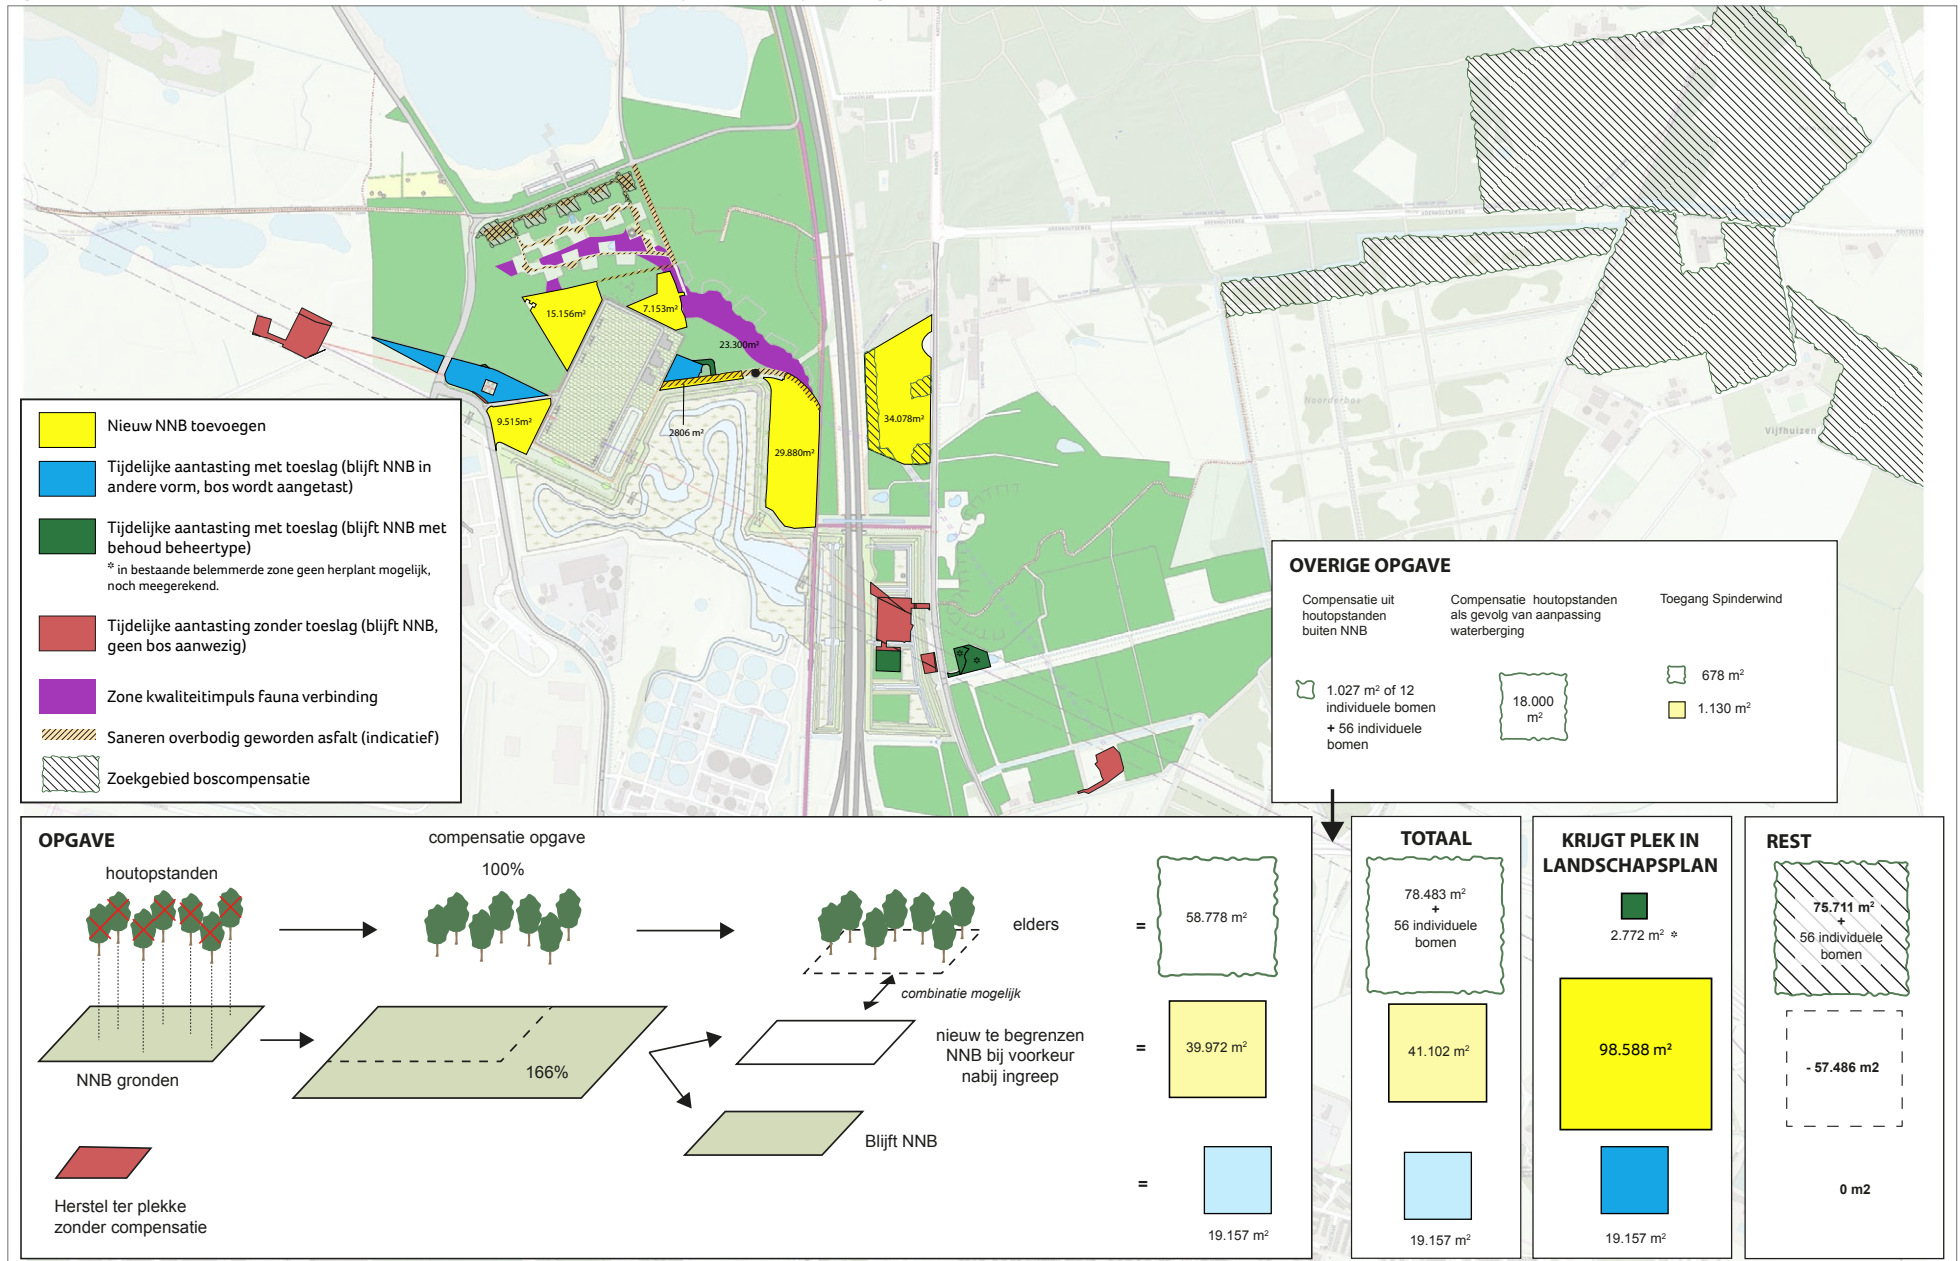 15.156m²
7.153m²
23.300m²
34.078m²
9.515m²
2806 m²
29.880m²
Noorderbos
Vijfhuizen
Nieuw NNB toevoegen
Tijdelijke aantasting met toeslag (blijft NNB in
andere vorm, bos wordt aangetast)
Tijdelijke aantasting met toeslag (blijft NNB met
behoud beheertype)
* in bestaande belemmerde zone geen herplant mogelijk,
noch meegerekend.
Tijdelijke aantasting zonder toeslag (blijft NNB,
geen bos aanwezig)
Zone kwaliteitimpuls fauna verbinding
Saneren overbodig geworden asfalt (indicatief)
Zoekgebied boscompensatie
OVERIGE OPGAVE
Compensatie uit
houtopstanden
buiten NNB
1.027 m² of 12
individuele bomen
+ 56 individuele
bomen
Compensatie houtopstanden
als gevolg van aanpassing
waterberging
18.000
m²
Toegang Spinderwind
678 m²
1.130 m²
OPGAVE
houtopstanden
compensatie opgave
100%
elders
=
58.778 m²
combinatie mogelijk
NNB gronden
166%
nieuw te begrenzen
NNB bij voorkeur
nabij ingreep
=
39.972 m²
Blijft NNB
=
19.157 m²
Herstel ter plekke
zonder compensatie
TOTAAL
78.483 m²
+
56 individuele
bomen
41.102 m²
19.157 m²
KRIJGT PLEK IN
LANDSCHAPSPLAN
2.772 m² *
98.588 m²
19.157 m²
REST
75.711 m²
+
56 individuele
bomen
- 57.486 m2
0 m2